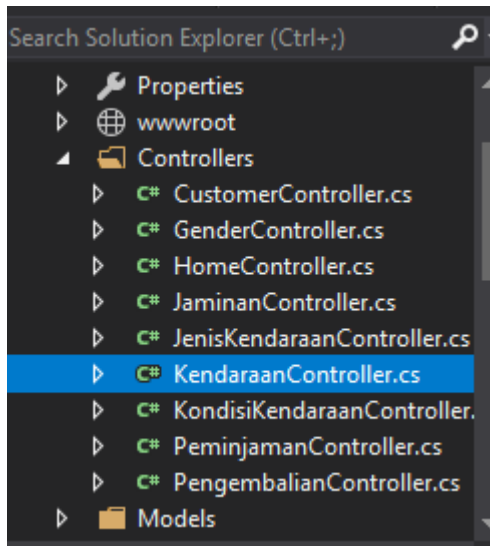 Search Solution Explorer (Ctrl+;)
Properties
wwwroot
Controllers
C# CustomerController.cs
C# GenderController.cs
C# HomeController.cs
C# JaminanController.cs
C# JenisKendaraanController.cs
C# KendaraanController.cs
C# KondisiKendaraanController.
C# PeminjamanController.cs
C# PengembalianController.cs
Models